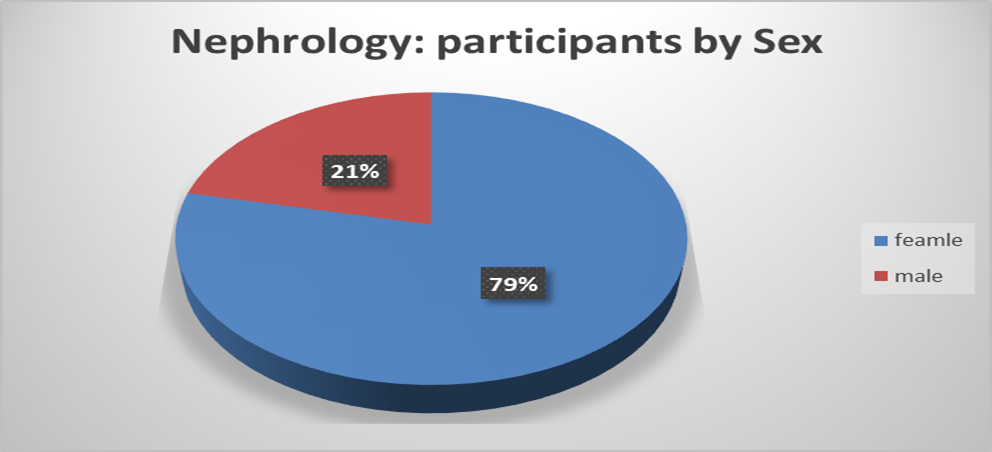 Nephrology: participants by Sex
21%
79%
feamle
male